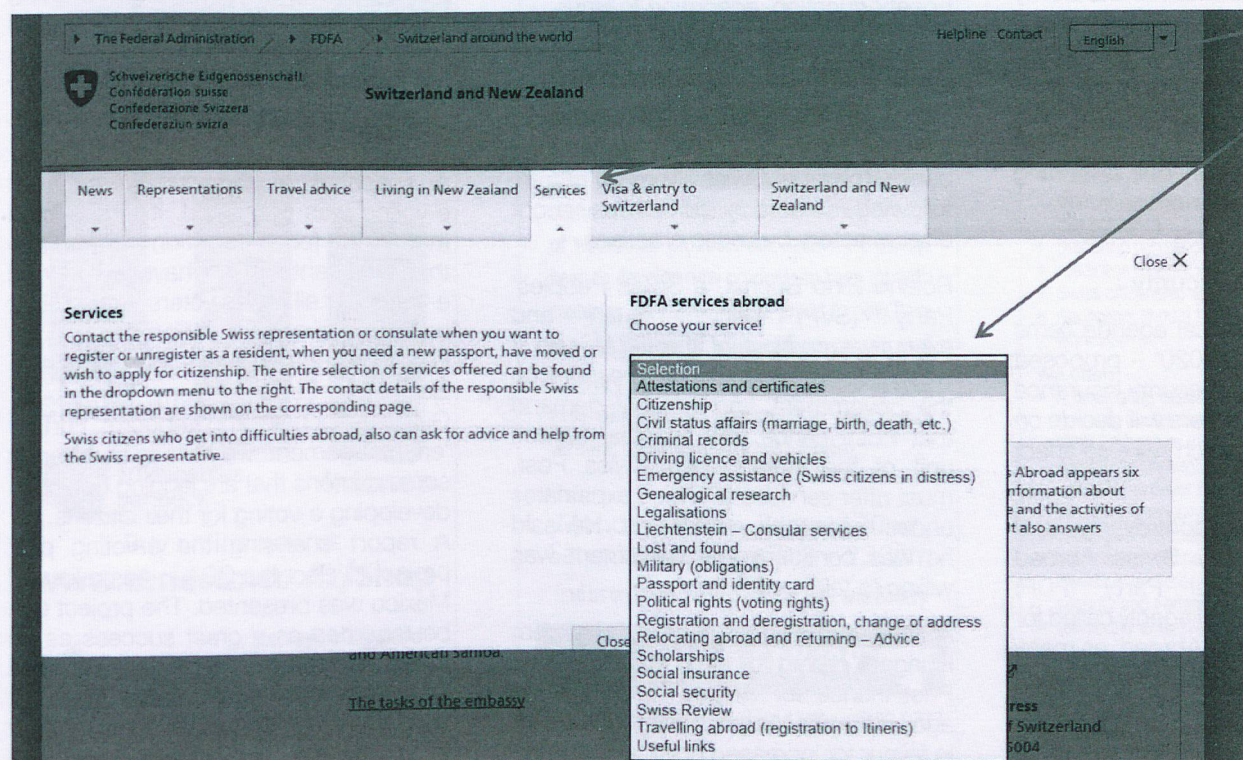 The Federal Administration FDFA Switzerland around the world
Helpline Contact English
Schweizerische Eidgenossenschaft
Confédération suisse
Confederazione Svizzera
Confederaziun svizra
Switzerland and New Zealand
News Representations Travel advice Living in New Zealand Services Visa & entry to Switzerland Switzerland and New Zealand
Close X
Services
Contact the responsible Swiss representation or consulate when you want to
register or unregister as a resident, when you need a new passport, have moved or
wish to apply for citizenship. The entire selection of services offered can be found
in the dropdown menu to the right. The contact details of the responsible Swiss
representation are shown on the corresponding page.
Swiss citizens who get into difficulties abroad, also can ask for advice and help from
the Swiss representative.
FDFA services abroad
Choose your service!
Selection
Attestations and certificates
Citizenship
Civil status affairs (marriage, birth, death, etc.)
Criminal records
Driving licence and vehicles
Emergency assistance (Swiss citizens in distress)
Genealogical research
Legalisations
Liechtenstein – Consular services
Lost and found
Military (obligations)
Passport and identity card
Political rights (voting rights)
Registration and deregistration, change of address
Relocating abroad and returning – Advice
Scholarships
Social insurance
Social security
Swiss Review
Travelling abroad (registration to Itineris)
Useful links
s Abroad appears six
nformation about
e and the activities of
It also answers
Close
and American Samoa.
The tasks of the embassy
ress
f Switzerland
5004